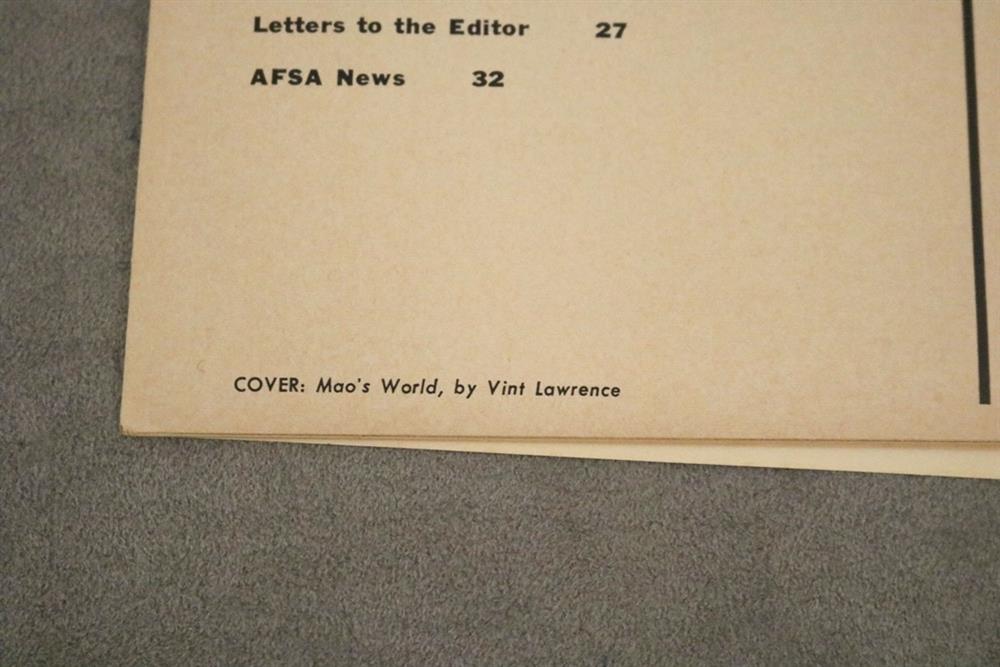 Letters to the Editor 27
AFSA News 32
COVER: Mao's World, by Vint Lawrence